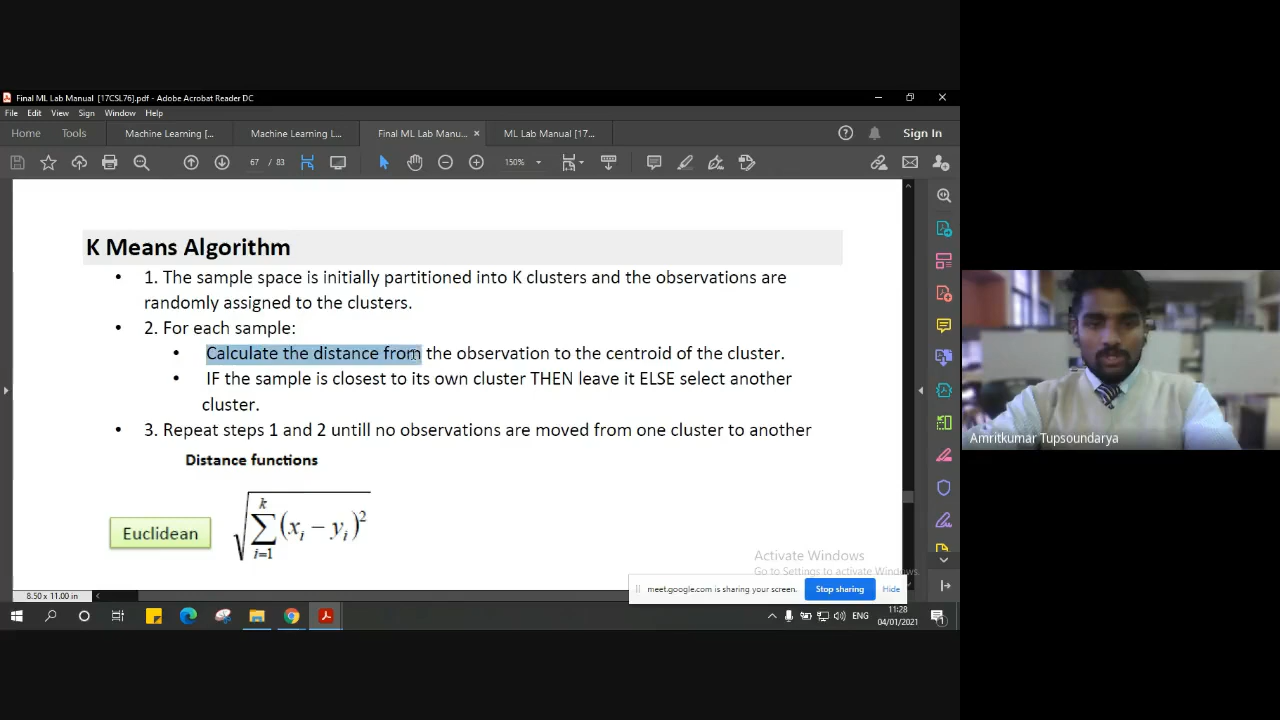 Final ML Lab Manual [17CSL76].pdf - Adobe Acrobat Reader DC
File Edit View Sign Window Help
Home Tools Machine Learning [... Machine Learning L... Final ML Lab Manu... × ML Lab Manual [17... Sign In
67 / 83 150%
K Means Algorithm
• 1. The sample space is initially partitioned into K clusters and the observations are
randomly assigned to the clusters.
• 2. For each sample:
• Calculate the distance from the observation to the centroid of the cluster.
• IF the sample is closest to its own cluster THEN leave it ELSE select another
cluster.
• 3. Repeat steps 1 and 2 untill no observations are moved from one cluster to another
Distance functions
Euclidean √∑(xᵢ − yᵢ)²
k
i=1
Amritkumar Tupsoundarya
Activate Windows
Go to Settings to activate Windows.
meet.google.com is sharing your screen. Stop sharing Hide
8.50 x 11.00 in
ENG
11:28
04/01/2021
1